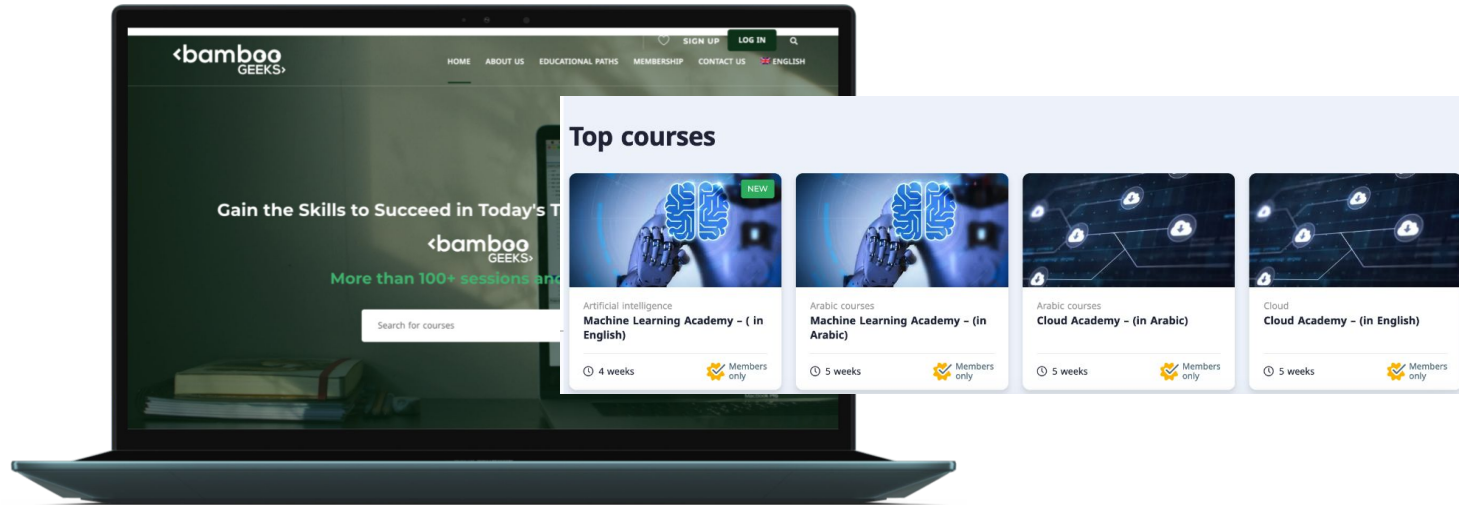 SIGN UP LOG IN
<bamboo
GEEKS>
HOME ABOUT US EDUCATIONAL PATHS MEMBERSHIP CONTACT US ENGLISH
Gain the Skills to Succeed in Today's T
<bamboo
GEEKS>
More than 100+ sessions and
Search for courses
Top courses
NEW
Artificial intelligence
Machine Learning Academy – ( in
English)
4 weeks
Members
only
Arabic courses
Machine Learning Academy – (in
Arabic)
5 weeks
Members
only
Arabic courses
Cloud Academy – (in Arabic)
5 weeks
Members
only
Cloud
Cloud Academy – (in English)
5 weeks
Members
only